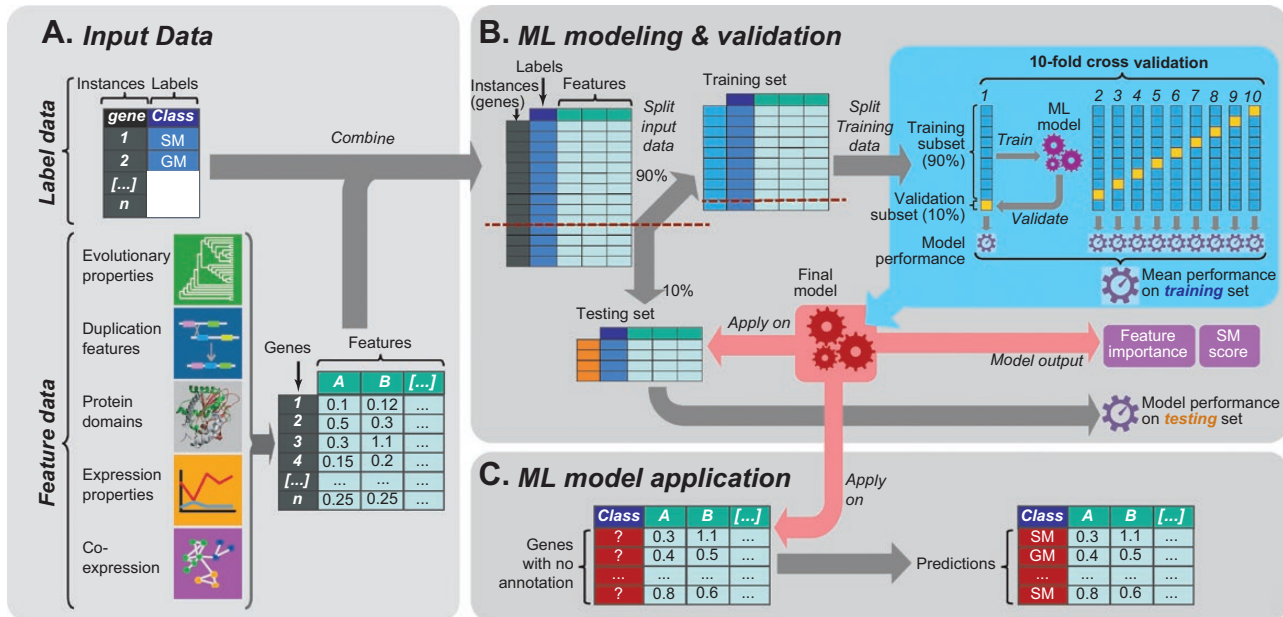 A. Input Data
Instances Labels
gene Class
1 SM
2 GM
[...]
n
Label data
Combine
Feature data
Evolutionary
properties
Duplication
features
Protein
domains
Expression
properties
Co-
expression
Genes
Features
A B [...]
1 0.1 0.12 ...
2 0.5 0.3 ...
3 0.3 1.1 ...
4 0.15 0.2 ...
[...] ... ... ...
n 0.25 0.25 ...
B. ML modeling & validation
Labels
Instances
(genes)
Features
Split
input
data
90%
10%
Training set
Split
Training
data
10-fold cross validation
1
2 3 4 5 6 7 8 9 10
Training
subset
(90%)
Train
ML
model
Validation
subset (10%)
Validate
Model
performance
Mean performance
on training set
Testing set
Apply on
Final
model
Model output
Feature
importance
SM
score
Model performance
on testing set
Apply
on
C. ML model application
Genes
with no
annotation
Class A B [...]
? 0.3 1.1 ...
? 0.4 0.5 ...
... ... ... ...
? 0.8 0.6 ...
Predictions
Class A B [...]
SM 0.3 1.1 ...
GM 0.4 0.5 ...
... ... ... ...
SM 0.8 0.6 ...